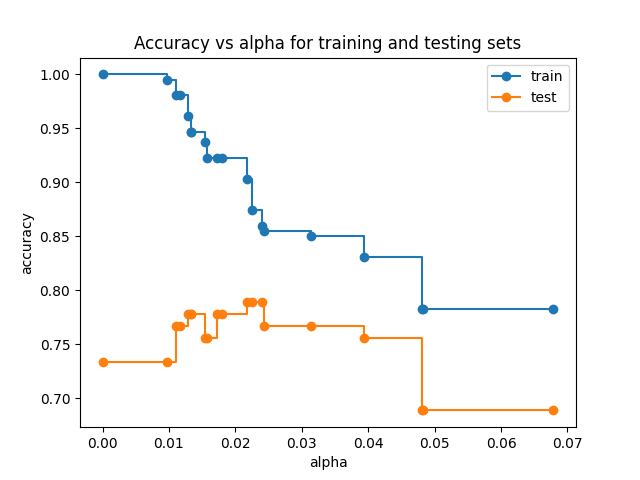 Accuracy vs alpha for training and testing sets
train
test
accuracy
1.00
0.95
0.90
0.85
0.80
0.75
0.70
0.00 0.01 0.02 0.03 0.04 0.05 0.06 0.07
alpha